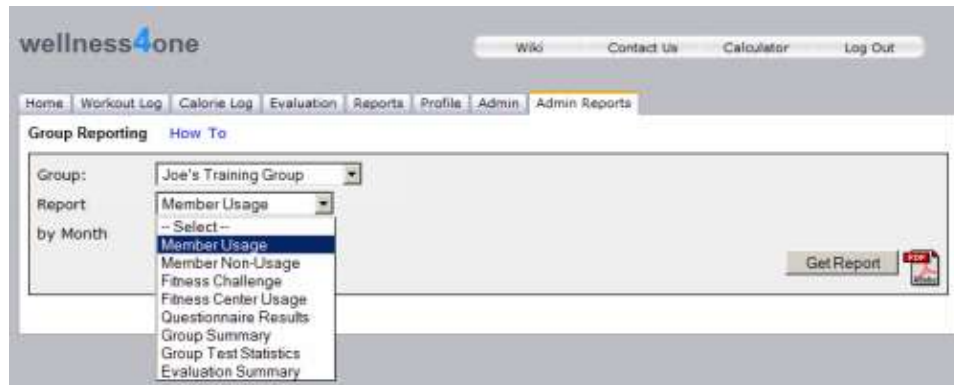 wellness4one
Wiki Contact Us Calculator Log Out
Home Workout Log Calorie Log Evaluation Reports Profile Admin Admin Reports
Group Reporting How To
Group: Joe's Training Group
Report Member Usage
by Month
-- Select --
Member Usage
Member Non-Usage
Fitness Challenge
Fitness Center Usage
Questionnaire Results
Group Summary
Group Test Statistics
Evaluation Summary
Get Report PDF
Adobe